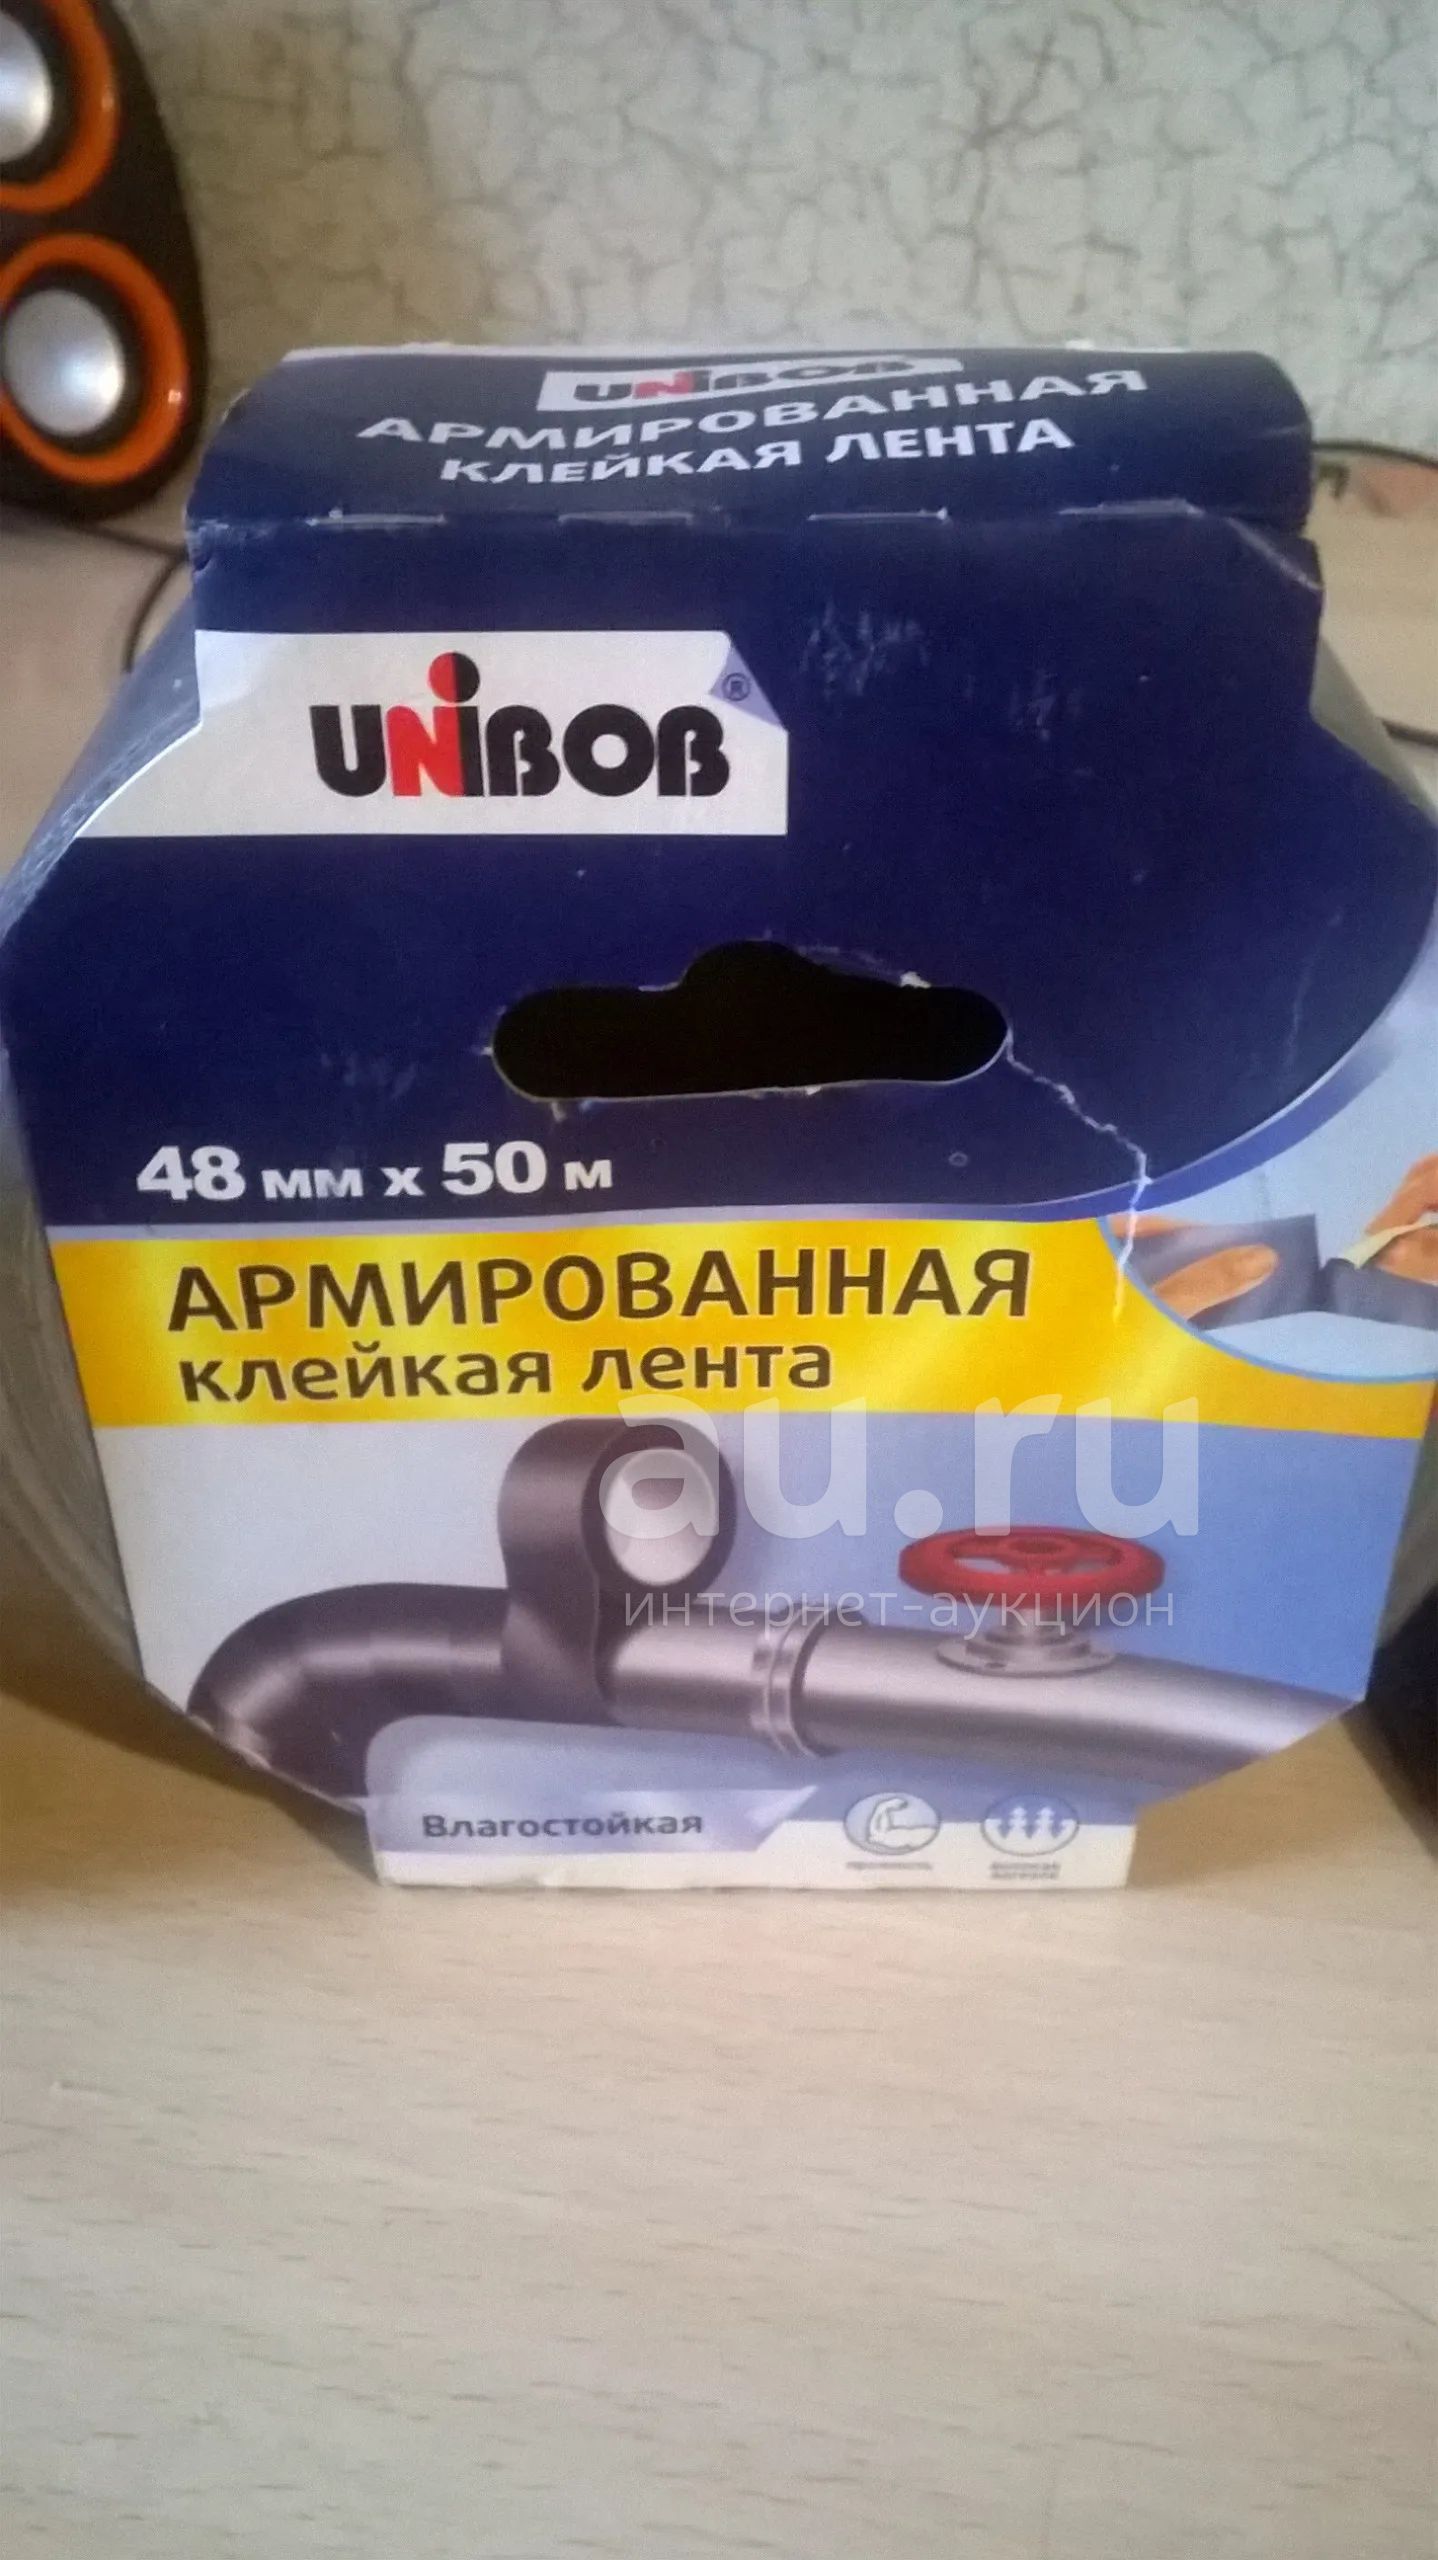 UNIBOB
АРМИРОВАННАЯ
КЛЕЙКАЯ ЛЕНТА
UNIBOB ®
48 мм х 50 м
АРМИРОВАННАЯ
клейкая лента
au.ru
интернет-аукцион
Влагостойкая